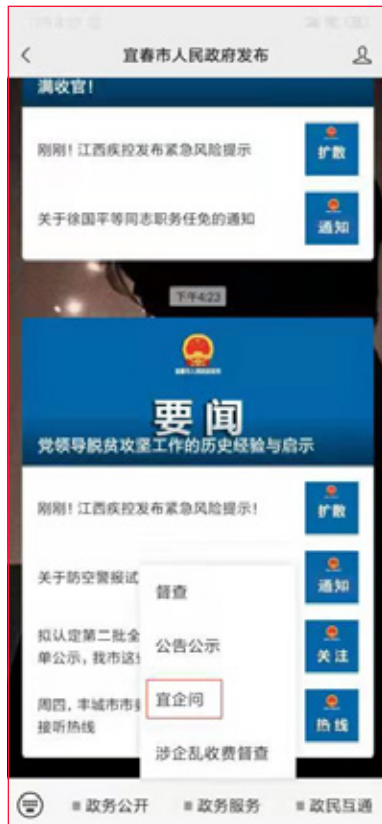 宜春市人民政府发布
满收官！
刚刚！江西疾控发布紧急风险提示
扩散
关于徐国平等同志职务任免的通知
通知
下午4:23
要闻
党领导脱贫攻坚工作的历史经验与启示
刚刚！江西疾控发布紧急风险提示！
扩散
关于防空警报试
通知
拟认定第二批全
单公示，我市这
关注
周四，丰城市市
接听热线
热线
督查
公告公示
宜企问
涉企乱收费督查
政务公开
政务服务
政民互通